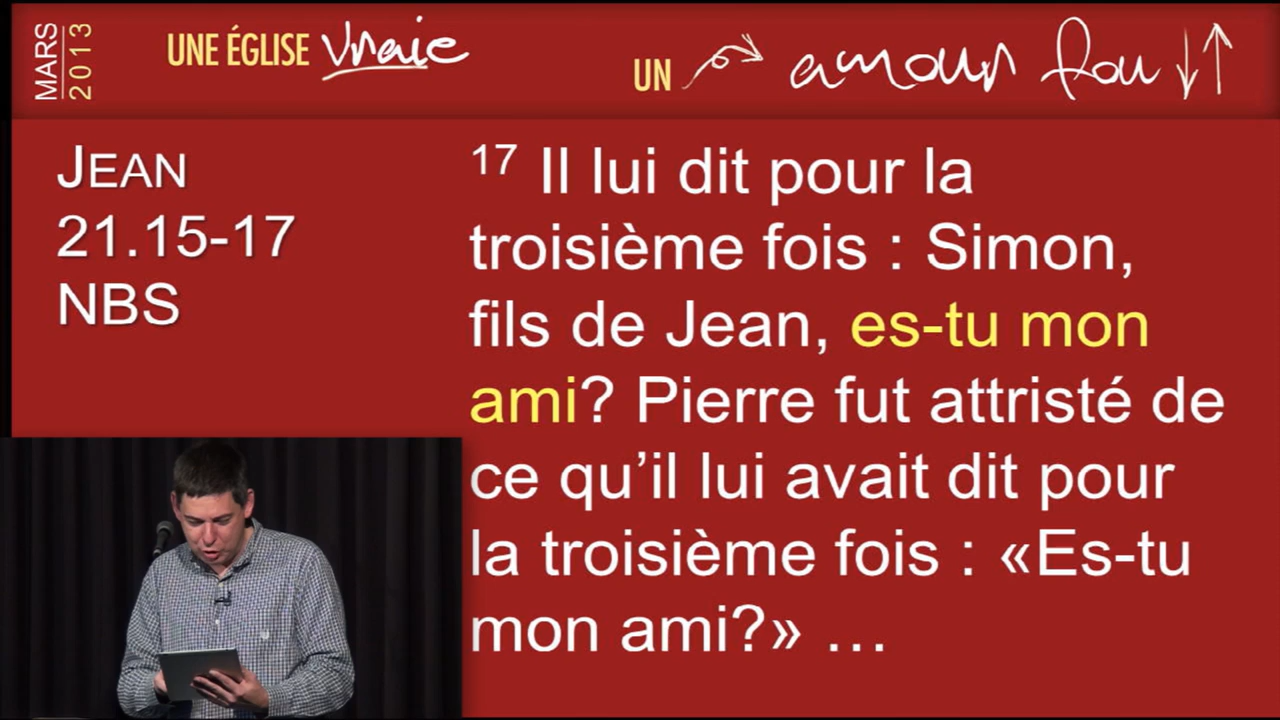 MARS
2013
UNE ÉGLISE vraie
UN amour fou
JEAN
21.15-17
NBS
17 Il lui dit pour la
troisième fois : Simon,
fils de Jean, es-tu mon
ami? Pierre fut attristé de
ce qu’il lui avait dit pour
la troisième fois : «Es-tu
mon ami?» …